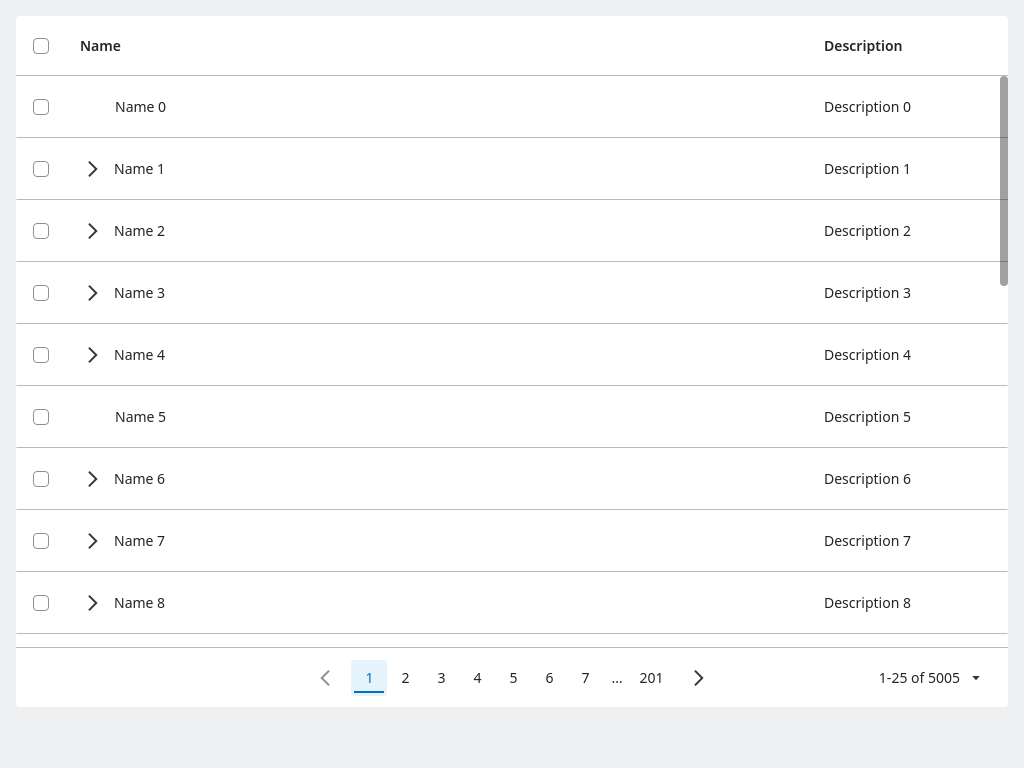 Name Description
Name 0 Description 0
Name 1 Description 1
Name 2 Description 2
Name 3 Description 3
Name 4 Description 4
Name 5 Description 5
Name 6 Description 6
Name 7 Description 7
Name 8 Description 8
1 2 3 4 5 6 7 ... 201 1-25 of 5005